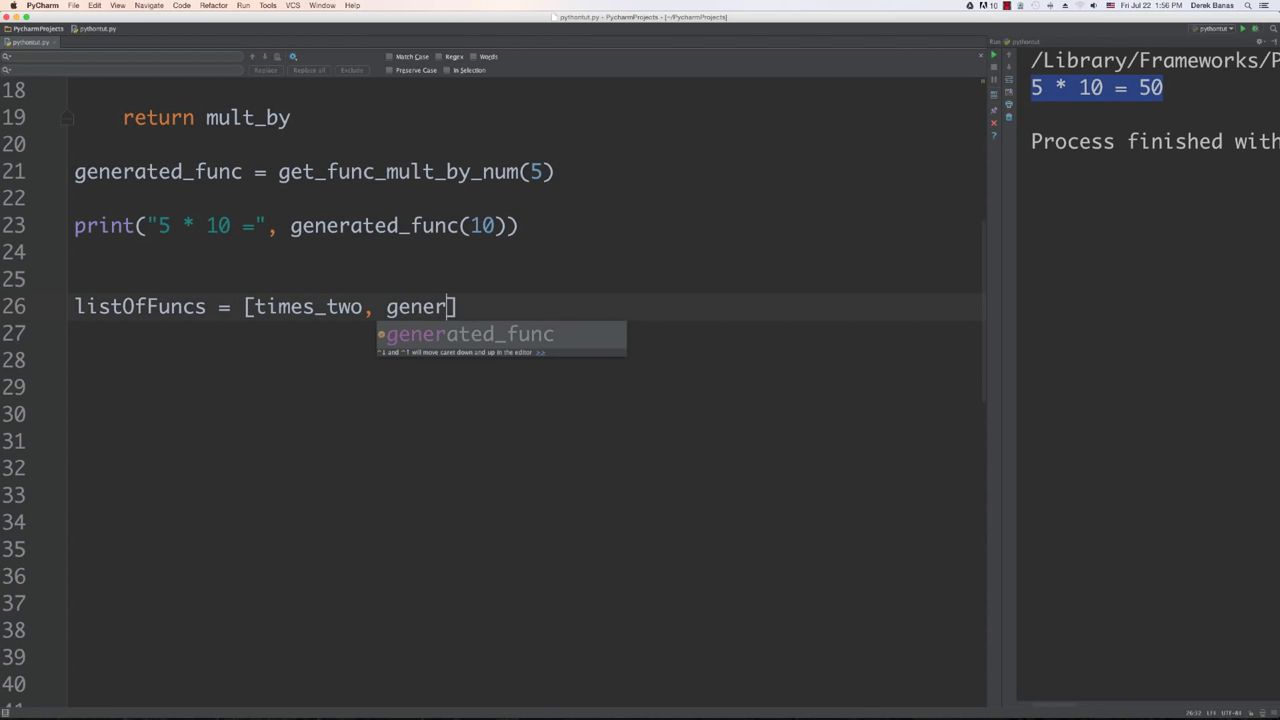 PyCharm File Edit View Navigate Code Refactor Run Tools VCS Window Help 10 Fri Jul 22 1:56 PM Derek Banas
pythontut.py - PycharmProjects - [~/PycharmProjects]
PycharmProjects pythontut.py pythontut
pythontut.py Run pythontut
Match Case Regex Words
Replace Replace all Exclude Preserve Case In Selection
/Library/Frameworks/P
5 * 10 = 50
Process finished with
18
19 return mult_by
20
21 generated_func = get_func_mult_by_num(5)
22
23 print("5 * 10 =", generated_func(10))
24
25
26 listOfFuncs = [times_two, gener]
27 generated_func
^↓ and ^↑ will move caret down and up in the editor >>
28
29
30
31
32
33
34
35
36
37
38
39
40
26:32 LF÷ UTF-8÷